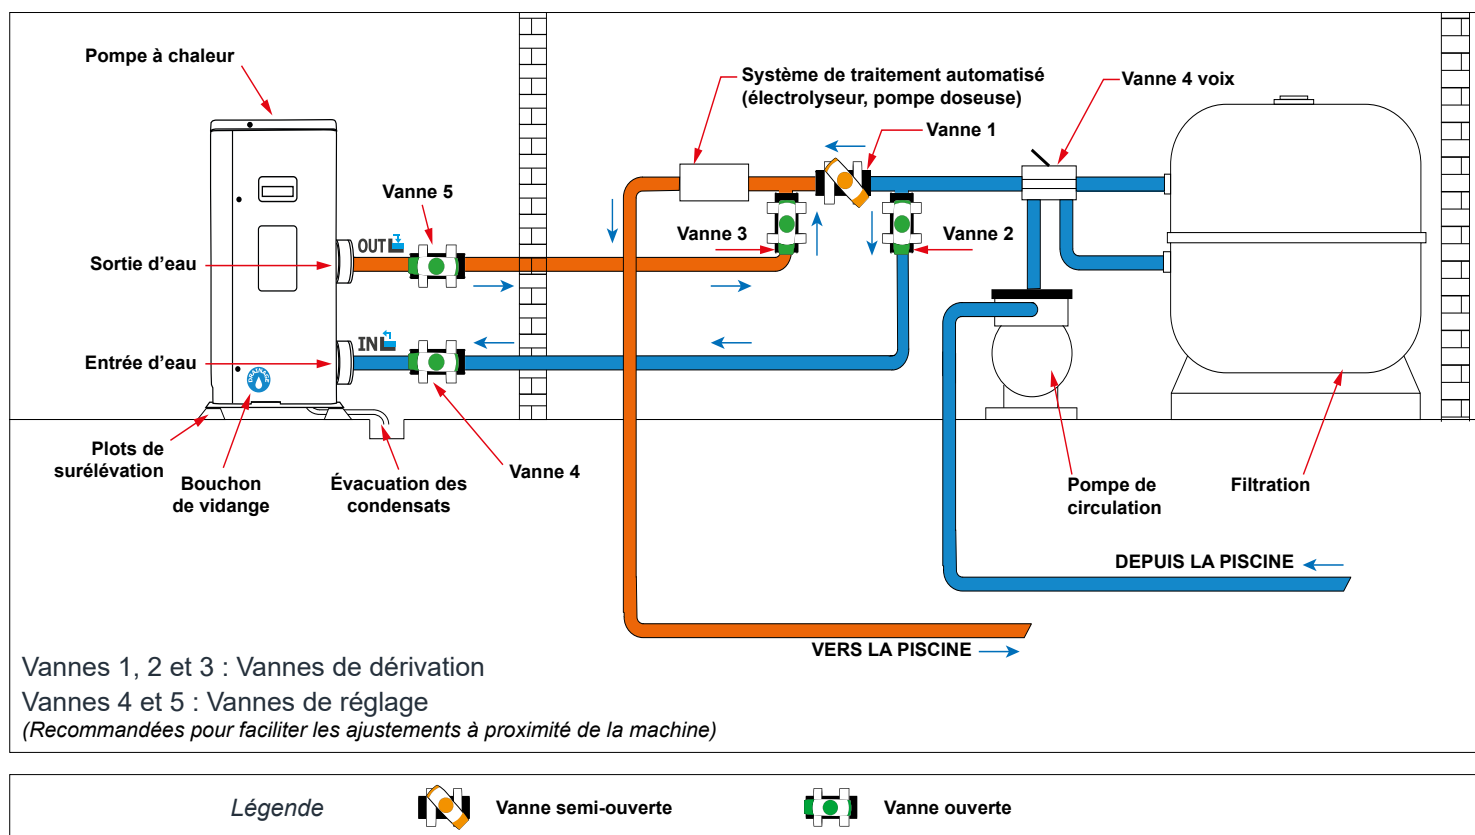 Pompe à chaleur
Système de traitement automatisé
(électrolyseur, pompe doseuse)
Vanne 4 voix
Vanne 1
Vanne 5
Vanne 3
Vanne 2
OUT
Sortie d'eau
IN
Entrée d'eau
DRAINAGE
Plots de
surélévation
Bouchon
de vidange
Évacuation des
condensats
Vanne 4
Pompe de
circulation
Filtration
DEPUIS LA PISCINE
VERS LA PISCINE
Vannes 1, 2 et 3 : Vannes de dérivation
Vannes 4 et 5 : Vannes de réglage
(Recommandées pour faciliter les ajustements à proximité de la machine)
Légende
Vanne semi-ouverte
Vanne ouverte